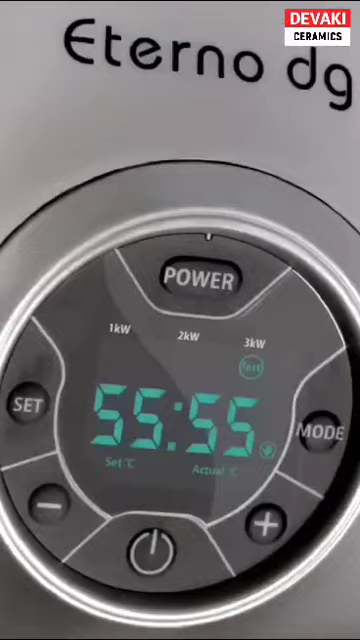 DEVAKI
CERAMICS
Eterno dg
POWER
1kW 2kW 3kW
Fast
SET
55:55
MODE
Set °C Actual °C